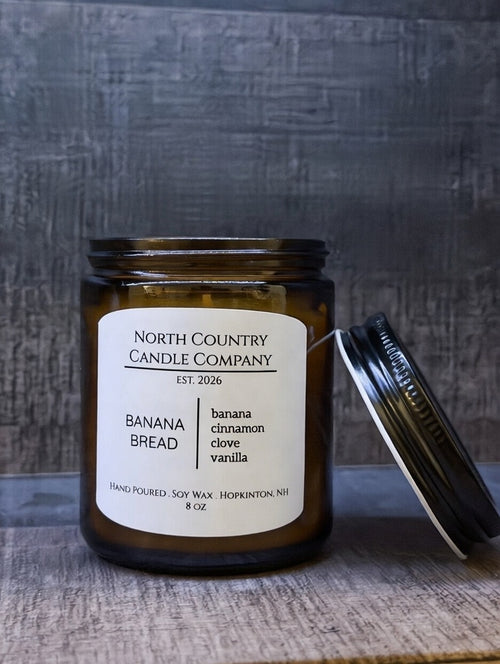 North Country
Candle Company
EST. 2026
BANANA
BREAD
banana
cinnamon
clove
vanilla
Hand Poured . Soy Wax . Hopkinton, NH
8 oz